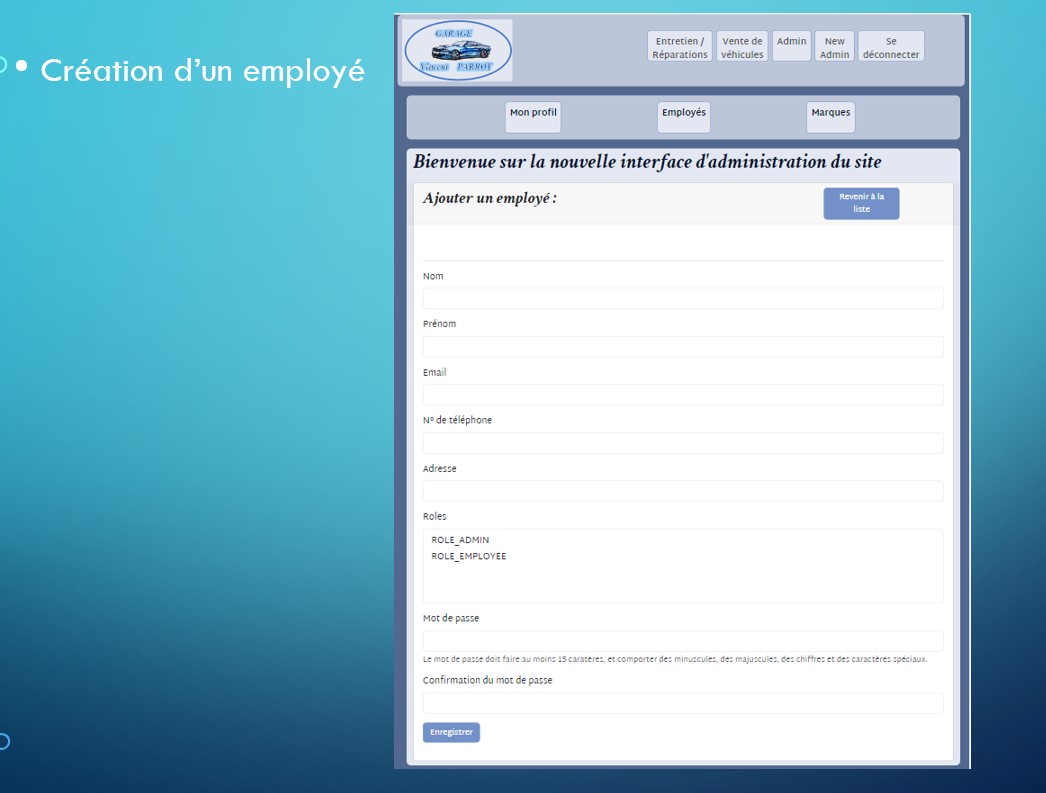 • Création d’un employé
GARAGE
Vincent PARROT
Entretien / Réparations
Vente de véhicules
Admin
New Admin
Se déconnecter
Mon profil
Employés
Marques
Bienvenue sur la nouvelle interface d'administration du site
Ajouter un employé :
Revenir à la liste
Nom
Prénom
Email
N° de téléphone
Adresse
Roles
ROLE_ADMIN
ROLE_EMPLOYEE
Mot de passe
Le mot de passe doit faire au moins 15 caratères, et comporter des minuscules, des majuscules, des chiffres et des caractères spéciaux.
Confirmation du mot de passe
Enregistrer